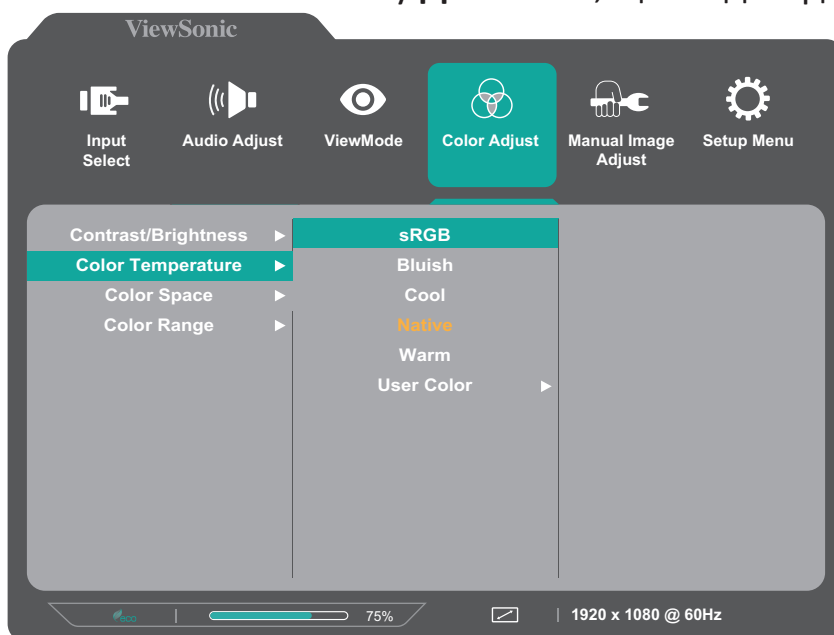 ViewSonic
Input
Select
Audio Adjust
ViewMode
Color Adjust
Manual Image
Adjust
Setup Menu
Contrast/Brightness
Color Temperature
Color Space
Color Range
sRGB
Bluish
Cool
Native
Warm
User Color
eco
75%
1920 x 1080 @ 60Hz